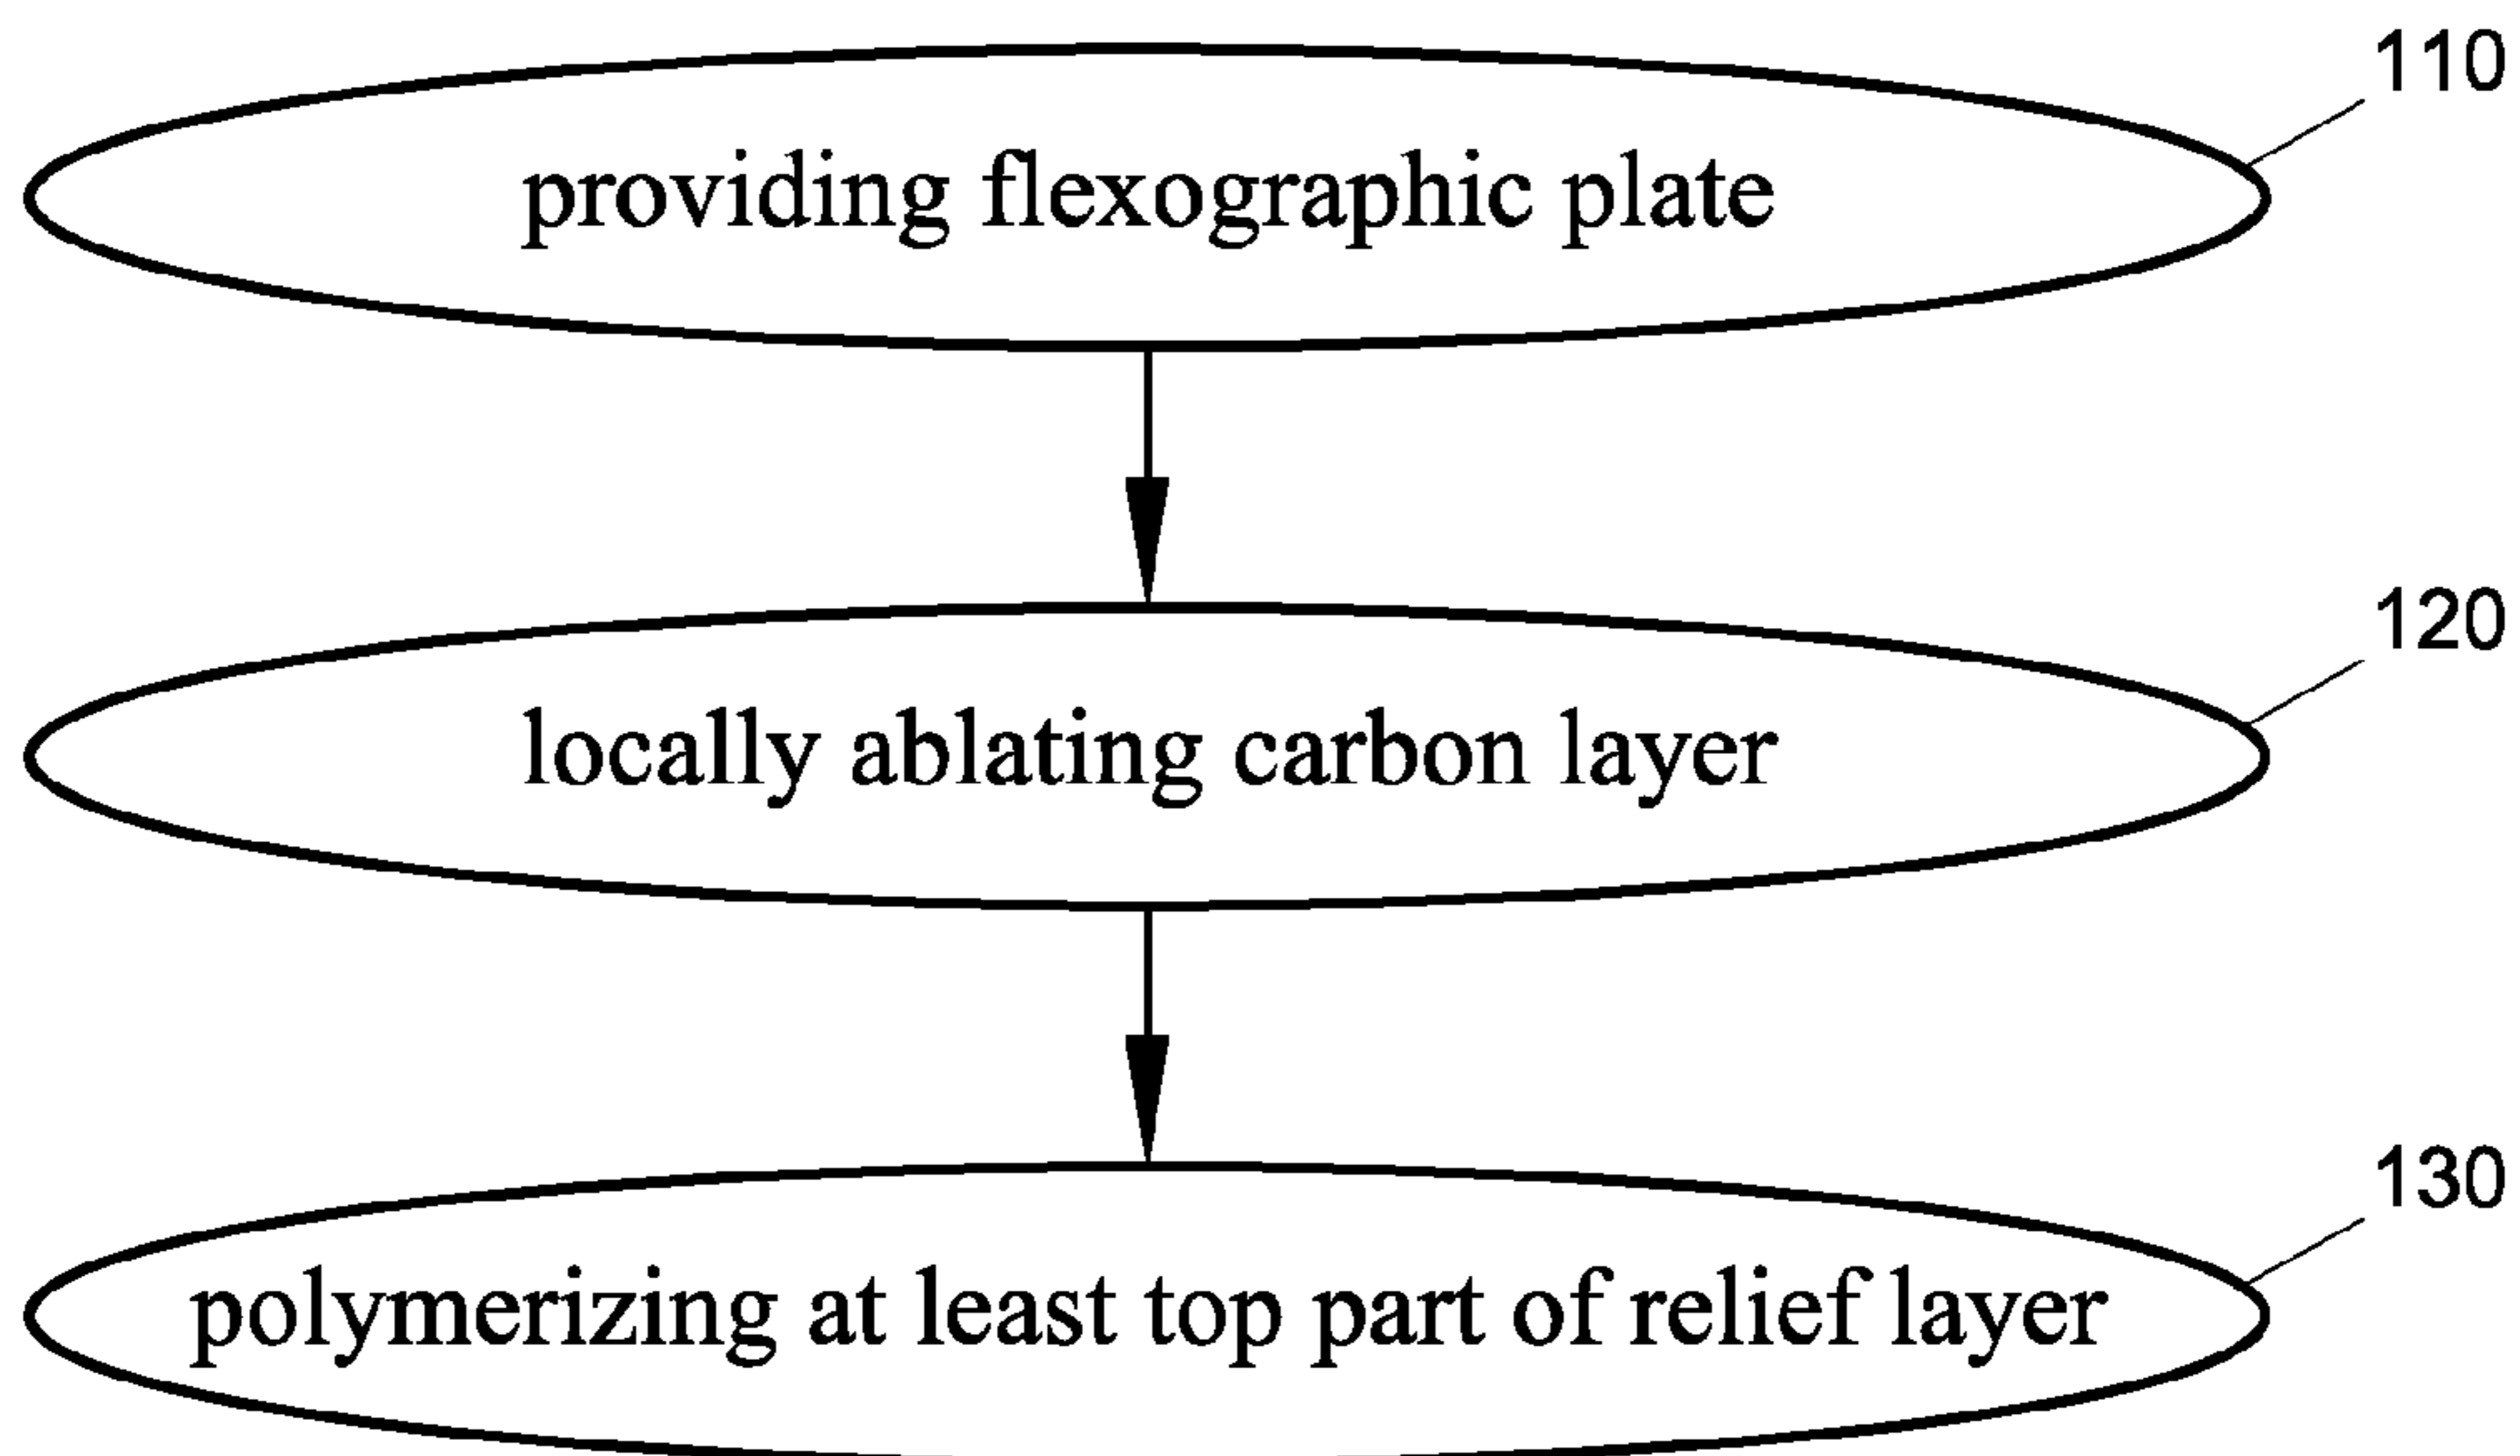 110
providing flexographic plate
120
locally ablating carbon layer
130
polymerizing at least top part of relief layer